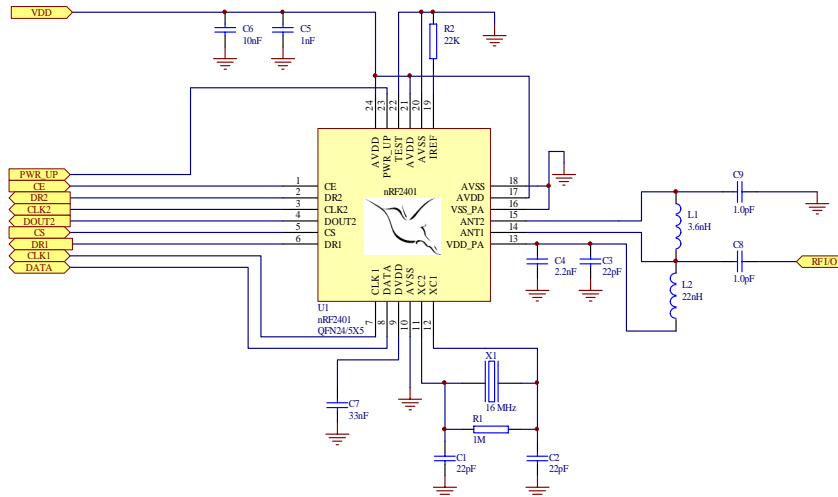 VDD
C6
10nF
C5
1nF
R2
22K
24
23
22
21
20
19
AVDD
PWR_UP
TEST
AVDD
AVSS
IREF
nRF2401
PWR_UP
CE
DR2
CLK2
DOUT2
CS
DR1
CLK1
DATA
1
2
3
4
5
6
CE
DR2
CLK2
DOUT2
CS
DR1
AVSS
AVDD
VSS_PA
ANT2
ANT1
VDD_PA
18
17
16
15
14
13
C9
1.0pF
L1
3.6nH
C8
1.0pF
RF I/O
C4
2.2nF
C3
22pF
L2
22nH
CLK1
DATA
DVDD
AVSS
XC2
XC1
U1
nRF2401
QFN24/5X5
7
8
9
10
11
12
X1
16 MHz
C7
33nF
R1
1M
C1
22pF
C2
22pF